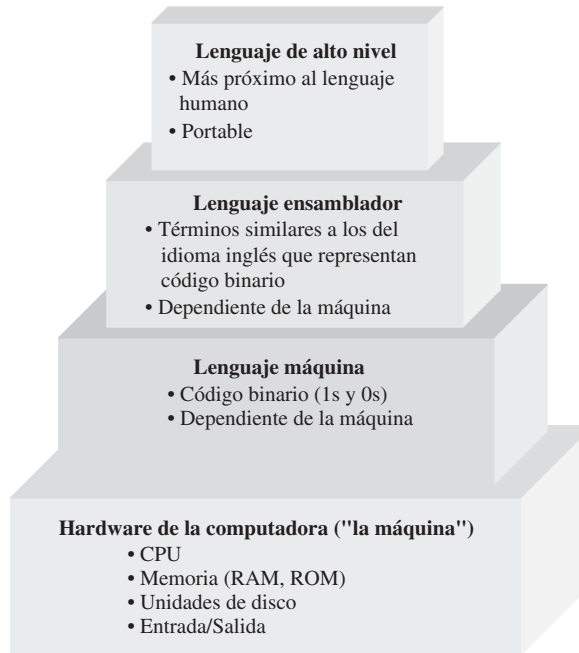 Lenguaje de alto nivel
• Más próximo al lenguaje
humano
• Portable
Lenguaje ensamblador
• Términos similares a los del
idioma inglés que representan
código binario
• Dependiente de la máquina
Lenguaje máquina
• Código binario (1s y 0s)
• Dependiente de la máquina
Hardware de la computadora ("la máquina")
• CPU
• Memoria (RAM, ROM)
• Unidades de disco
• Entrada/Salida